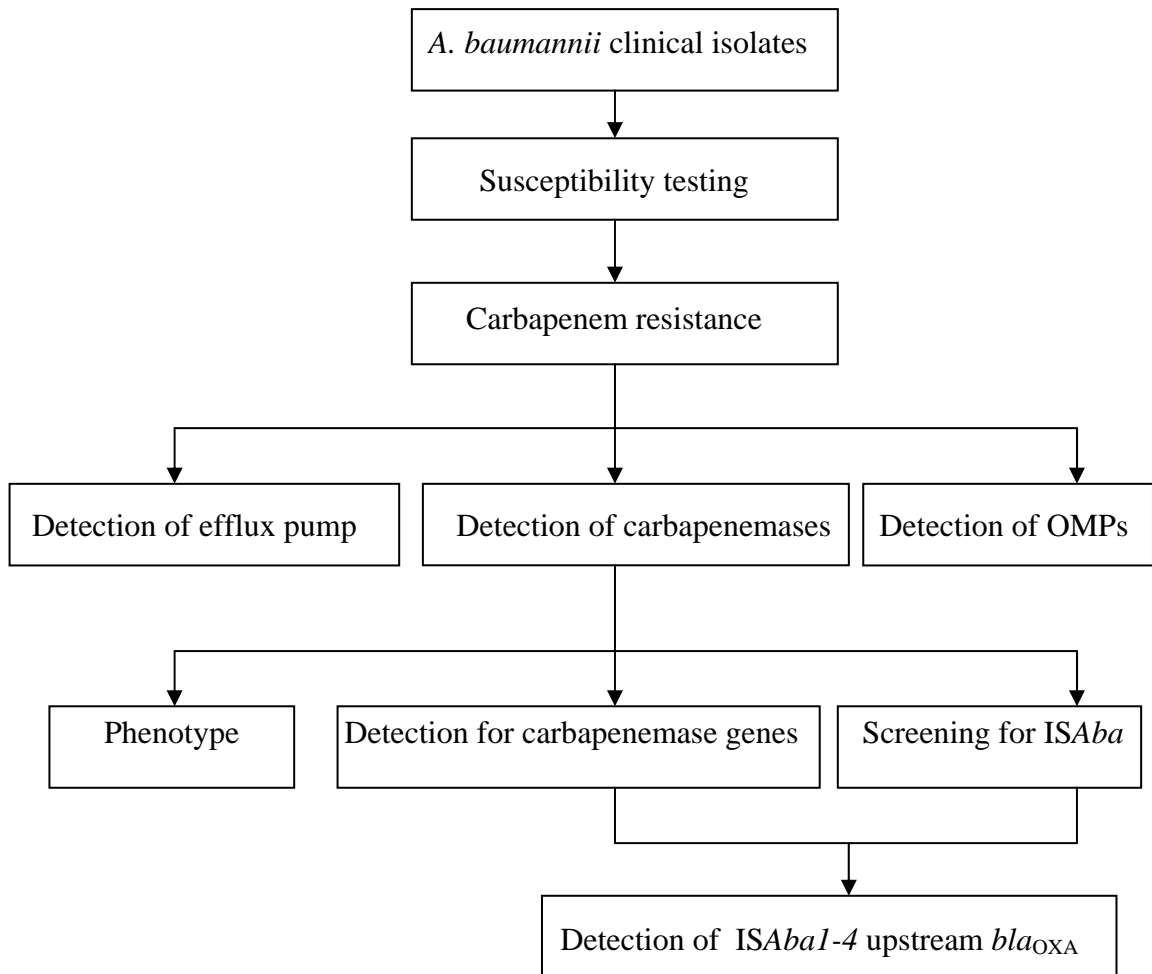 A. baumannii clinical isolates
Susceptibility testing
Carbapenem resistance
Detection of efflux pump
Detection of carbapenemases
Detection of OMPs
Phenotype
Detection for carbapenemase genes
Screening for ISAba
Detection of ISAba1-4 upstream blaOXA